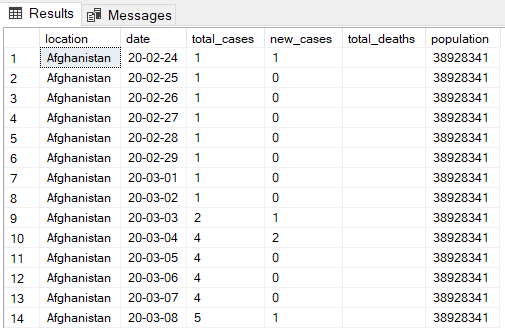 Results Messages
location date total_cases new_cases total_deaths population
1 Afghanistan 20-02-24 1 1 38928341
2 Afghanistan 20-02-25 1 0 38928341
3 Afghanistan 20-02-26 1 0 38928341
4 Afghanistan 20-02-27 1 0 38928341
5 Afghanistan 20-02-28 1 0 38928341
6 Afghanistan 20-02-29 1 0 38928341
7 Afghanistan 20-03-01 1 0 38928341
8 Afghanistan 20-03-02 1 0 38928341
9 Afghanistan 20-03-03 2 1 38928341
10 Afghanistan 20-03-04 4 2 38928341
11 Afghanistan 20-03-05 4 0 38928341
12 Afghanistan 20-03-06 4 0 38928341
13 Afghanistan 20-03-07 4 0 38928341
14 Afghanistan 20-03-08 5 1 38928341